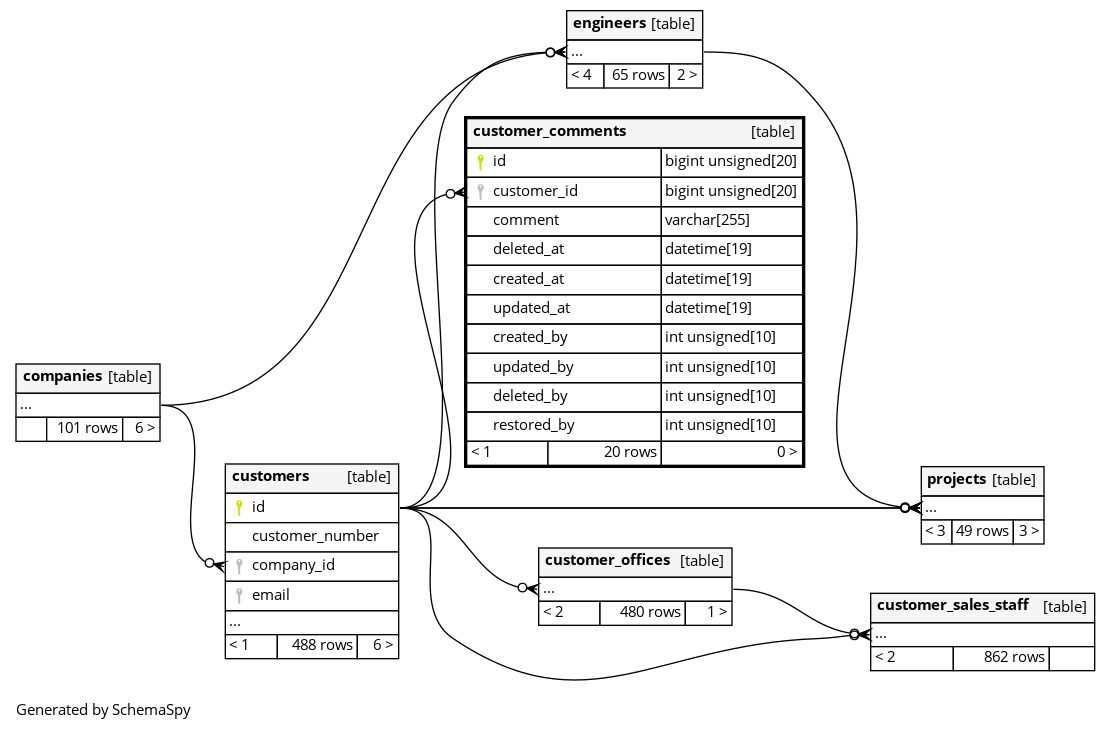 engineers [table]
...
< 4 65 rows 2 >
customer_comments [table]
id bigint unsigned[20]
customer_id bigint unsigned[20]
comment varchar[255]
deleted_at datetime[19]
created_at datetime[19]
updated_at datetime[19]
created_by int unsigned[10]
updated_by int unsigned[10]
deleted_by int unsigned[10]
restored_by int unsigned[10]
< 1 20 rows 0 >
companies [table]
...
101 rows 6 >
customers [table]
id
customer_number
company_id
email
...
< 1 488 rows 6 >
projects [table]
...
< 3 49 rows 3 >
customer_offices [table]
...
< 2 480 rows 1 >
customer_sales_staff [table]
...
< 2 862 rows
Generated by SchemaSpy